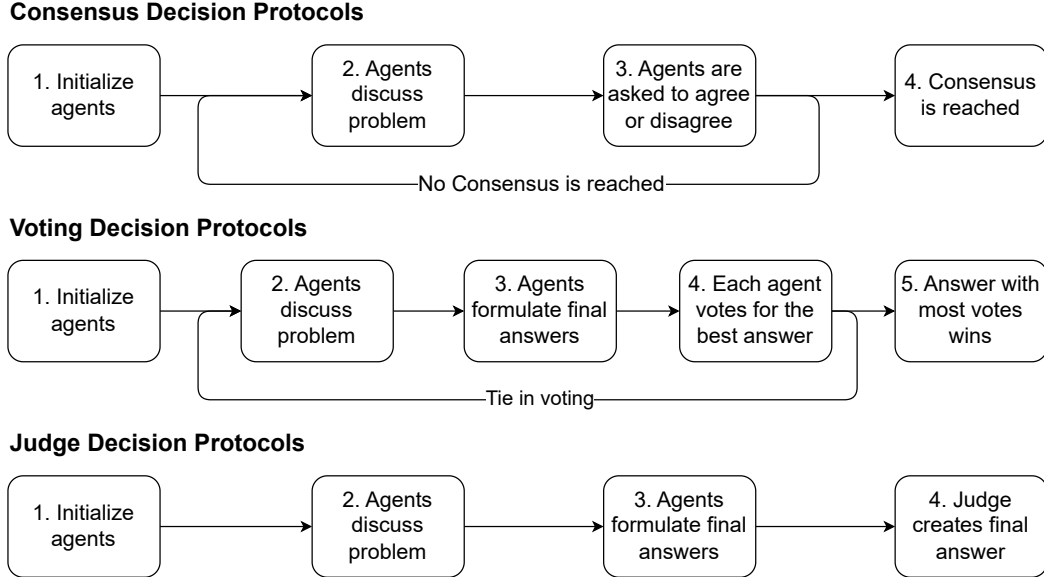 Consensus Decision Protocols
1. Initialize
agents
2. Agents
discuss
problem
3. Agents are
asked to agree
or disagree
4. Consensus
is reached
No Consensus is reached
Voting Decision Protocols
1. Initialize
agents
2. Agents
discuss
problem
3. Agents
formulate final
answers
4. Each agent
votes for the
best answer
5. Answer with
most votes
wins
Tie in voting
Judge Decision Protocols
1. Initialize
agents
2. Agents
discuss
problem
3. Agents
formulate final
answers
4. Judge
creates final
answer